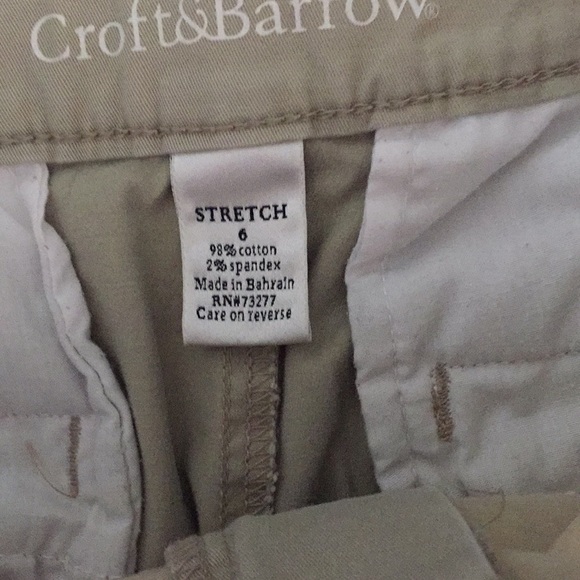 Croft&Barrow®
STRETCH
6
98% cotton
2% spandex
Made in Bahrain
RN#73277
Care on reverse